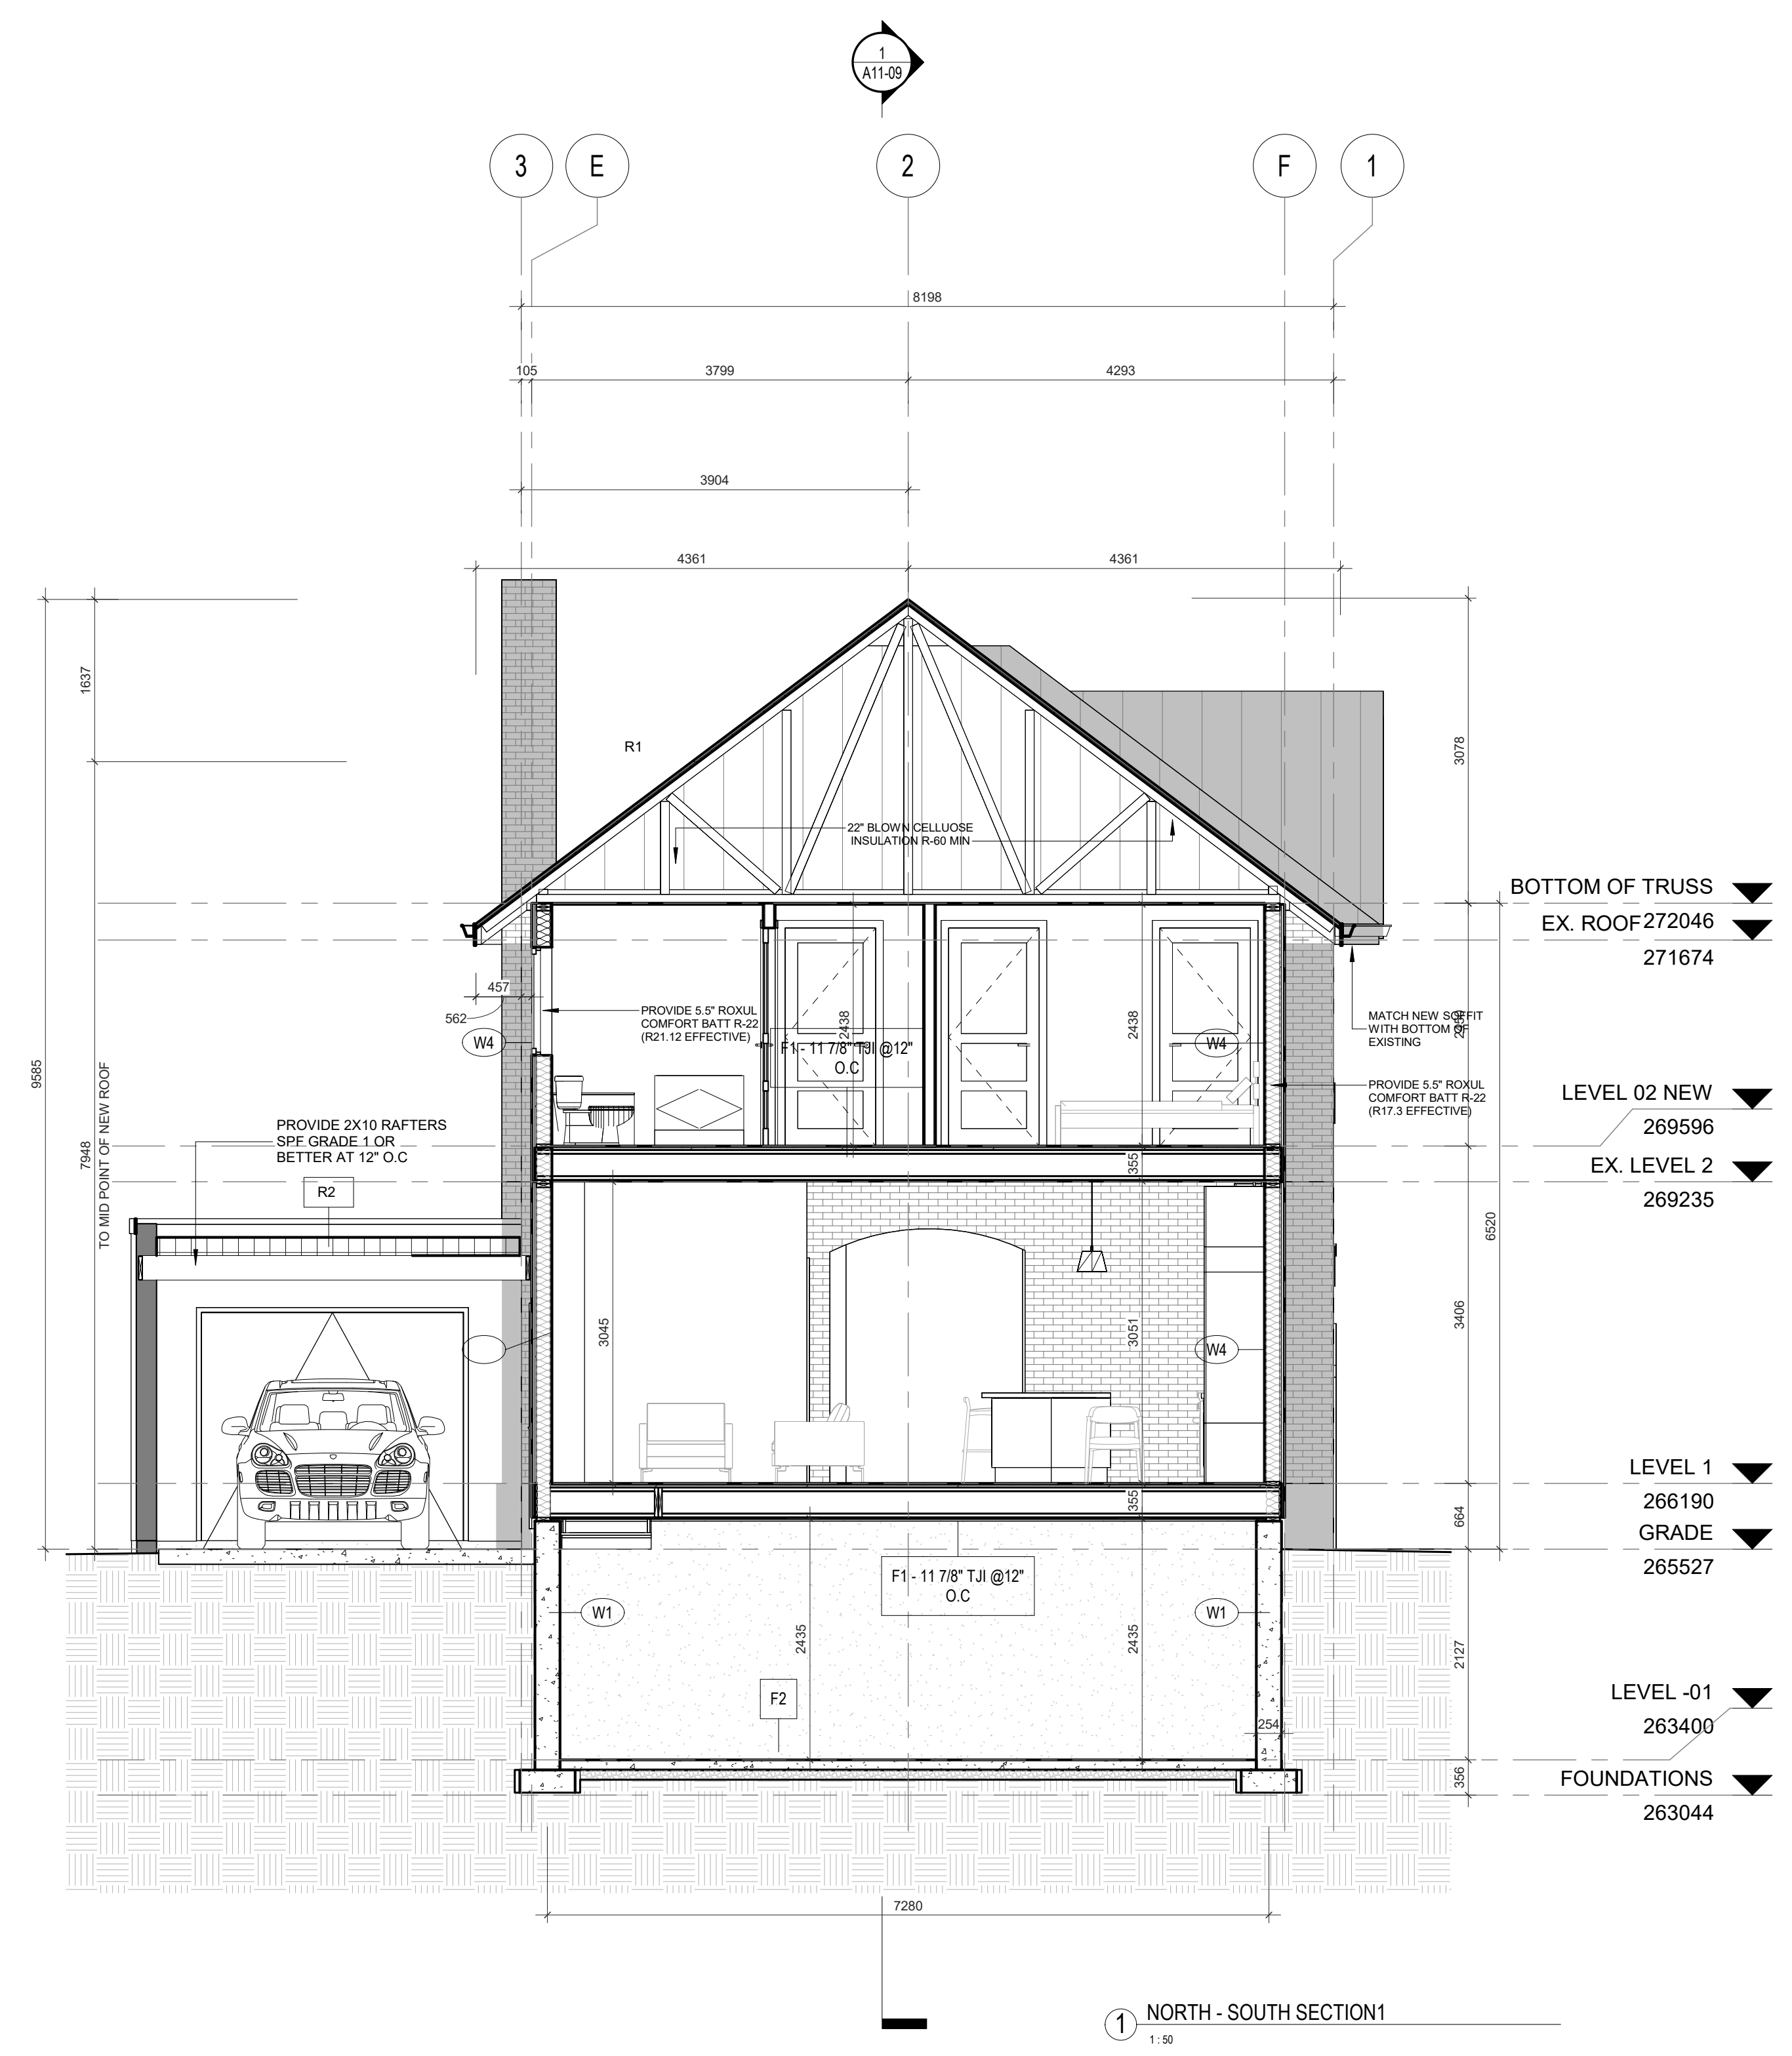 1
A11-09
3
E
2
F
1
8198
105
3799
4293
3904
4361
4361
1637
3078
R1
22" BLOWN CELLUOSE
INSULATION R-60 MIN
BOTTOM OF TRUSS
272046
EX. ROOF
271674
457
562
PROVIDE 5.5" ROXUL
COMFORT BATT R-22
(R21.12 EFFECTIVE)
W4
2438
F1 - 11 7/8" TJI @12"
O.C
2438
W4
MATCH NEW SOFFIT
WITH BOTTOM OF
EXISTING
PROVIDE 5.5" ROXUL
COMFORT BATT R-22
(R17.3 EFFECTIVE)
LEVEL 02 NEW
269596
9585
7948
TO MID POINT OF NEW ROOF
PROVIDE 2X10 RAFTERS
SPF GRADE 1 OR
BETTER AT 12" O.C
R2
355
EX. LEVEL 2
269235
6520
3045
3051
W4
3406
LEVEL 1
266190
355
664
GRADE
265527
F1 - 11 7/8" TJI @12"
O.C
W1
W1
2435
2435
2127
F2
254
LEVEL -01
263400
356
FOUNDATIONS
263044
7280
1
NORTH - SOUTH SECTION1
1 : 50